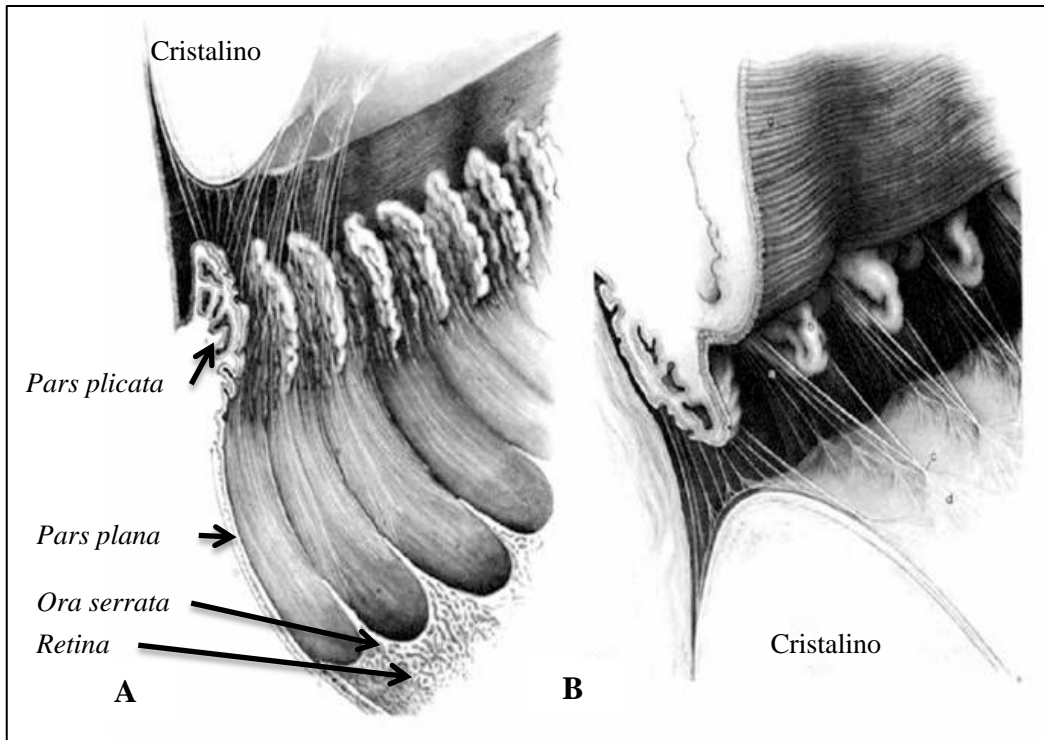 Cristalino
Pars plicata
Pars plana
Ora serrata
Retina
A
B
c
d
Cristalino